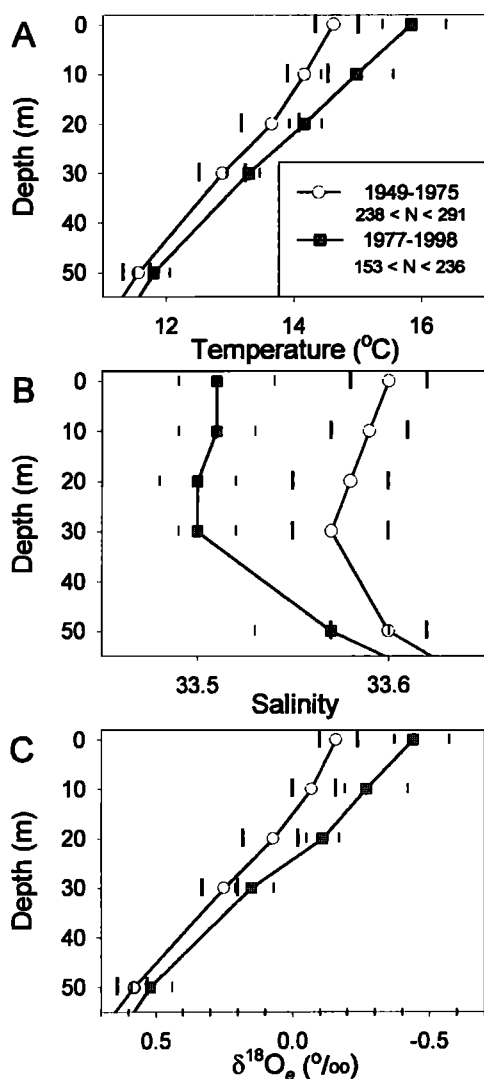 A
Depth (m)
0
10
20
30
40
50
1949-1975
238 < N < 291
1977-1998
153 < N < 236
12 14 16
Temperature (°C)
B
Depth (m)
0
10
20
30
40
50
33.5 33.6
Salinity
C
Depth (m)
0
10
20
30
40
50
0.5 0.0 -0.5
δ¹⁸Oₑ (⁰/₀₀)